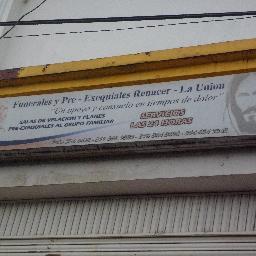 Funerales y Pre - Exequiales Renacer - La Union
"Un apoyo y consuelo en tiempos de dolor"
SALAS DE VELACION Y PLANES
PRE-EXEQUIALES AL GRUPO FAMILIAR
SERVICIOS
LAS 24 HORAS